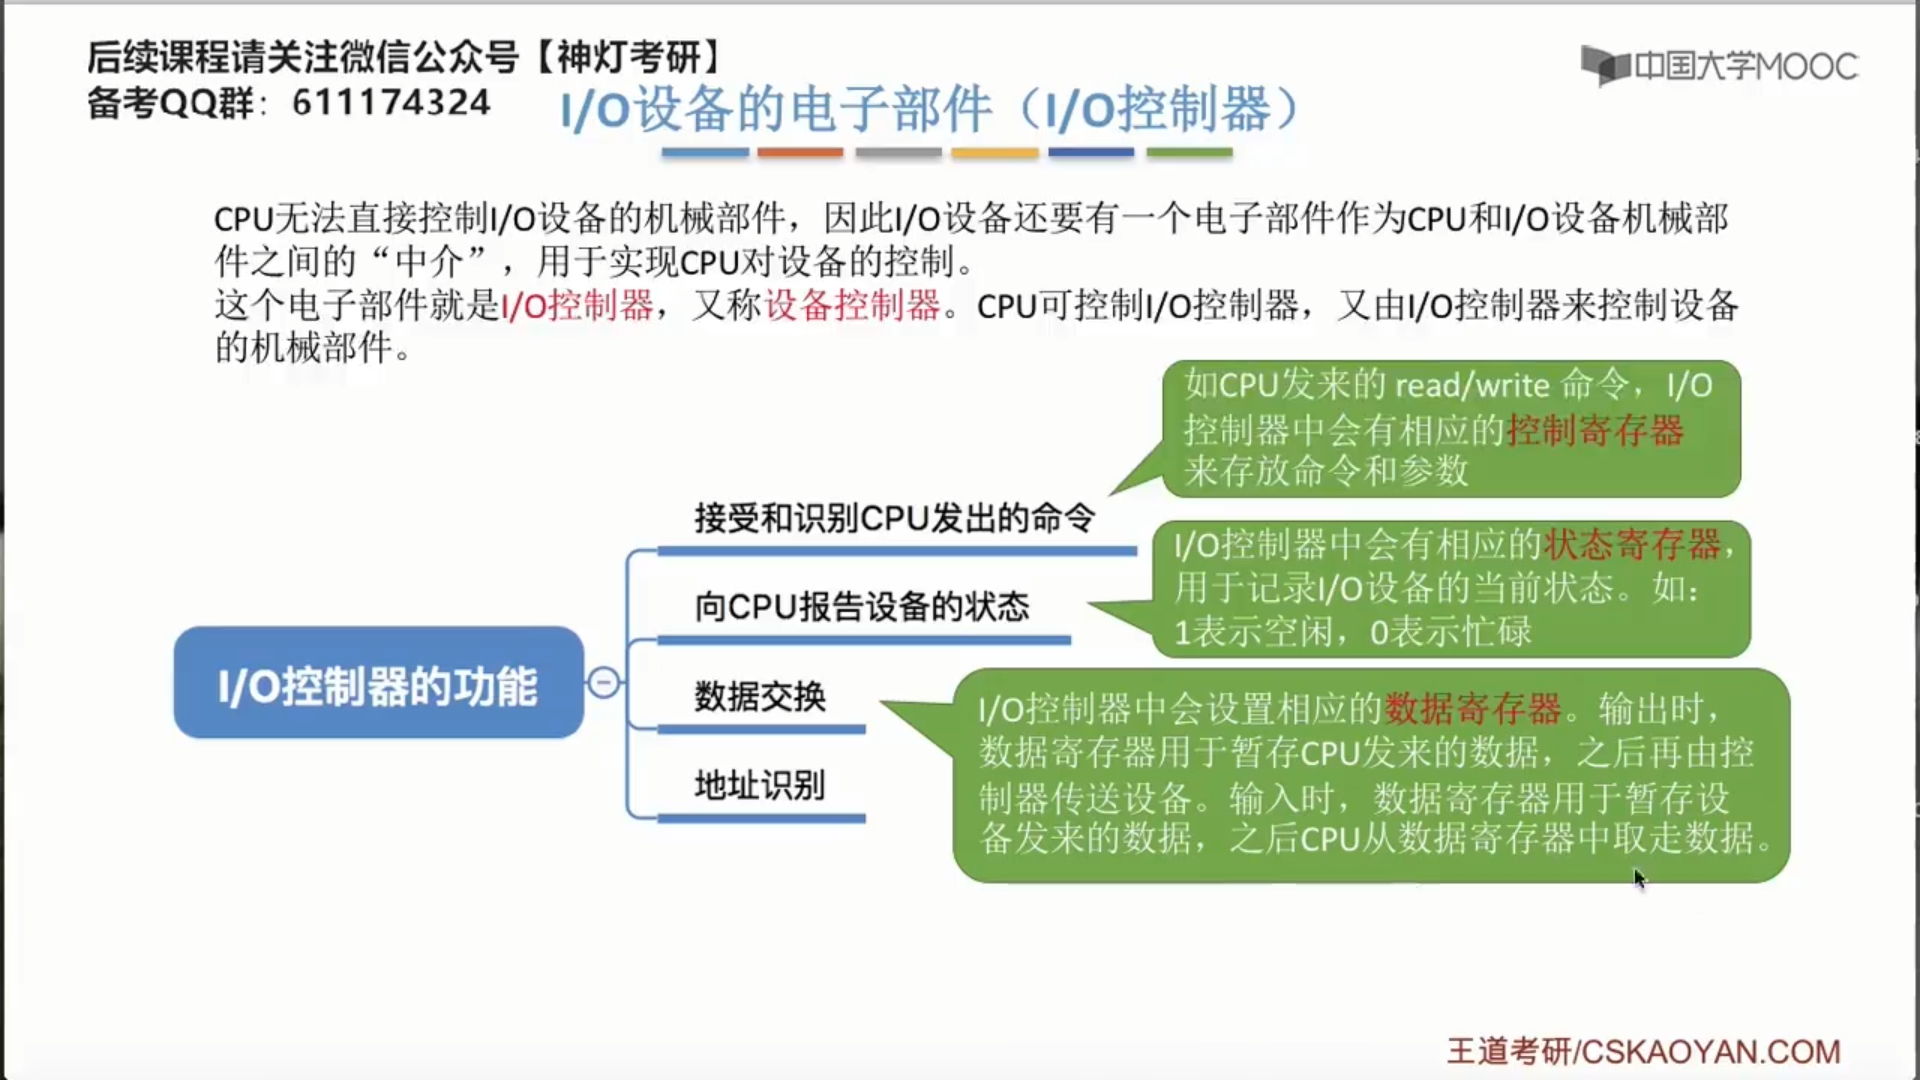 后续课程请关注微信公众号【神灯考研】
备考QQ群：611174324
中国大学MOOC
I/O设备的电子部件（I/O控制器）
CPU无法直接控制I/O设备的机械部件，因此I/O设备还要有一个电子部件作为CPU和I/O设备机械部
件之间的“中介”，用于实现CPU对设备的控制。
这个电子部件就是I/O控制器，又称设备控制器。CPU可控制I/O控制器，又由I/O控制器来控制设备
的机械部件。
如CPU发来的 read/write 命令，I/O
控制器中会有相应的控制寄存器
来存放命令和参数
接受和识别CPU发出的命令
I/O控制器中会有相应的状态寄存器，
用于记录I/O设备的当前状态。如：
1表示空闲，0表示忙碌
向CPU报告设备的状态
I/O控制器的功能
数据交换
I/O控制器中会设置相应的数据寄存器。输出时，
数据寄存器用于暂存CPU发来的数据，之后再由控
制器传送设备。输入时，数据寄存器用于暂存设
备发来的数据，之后CPU从数据寄存器中取走数据。
地址识别
王道考研/CSKAOYAN.COM